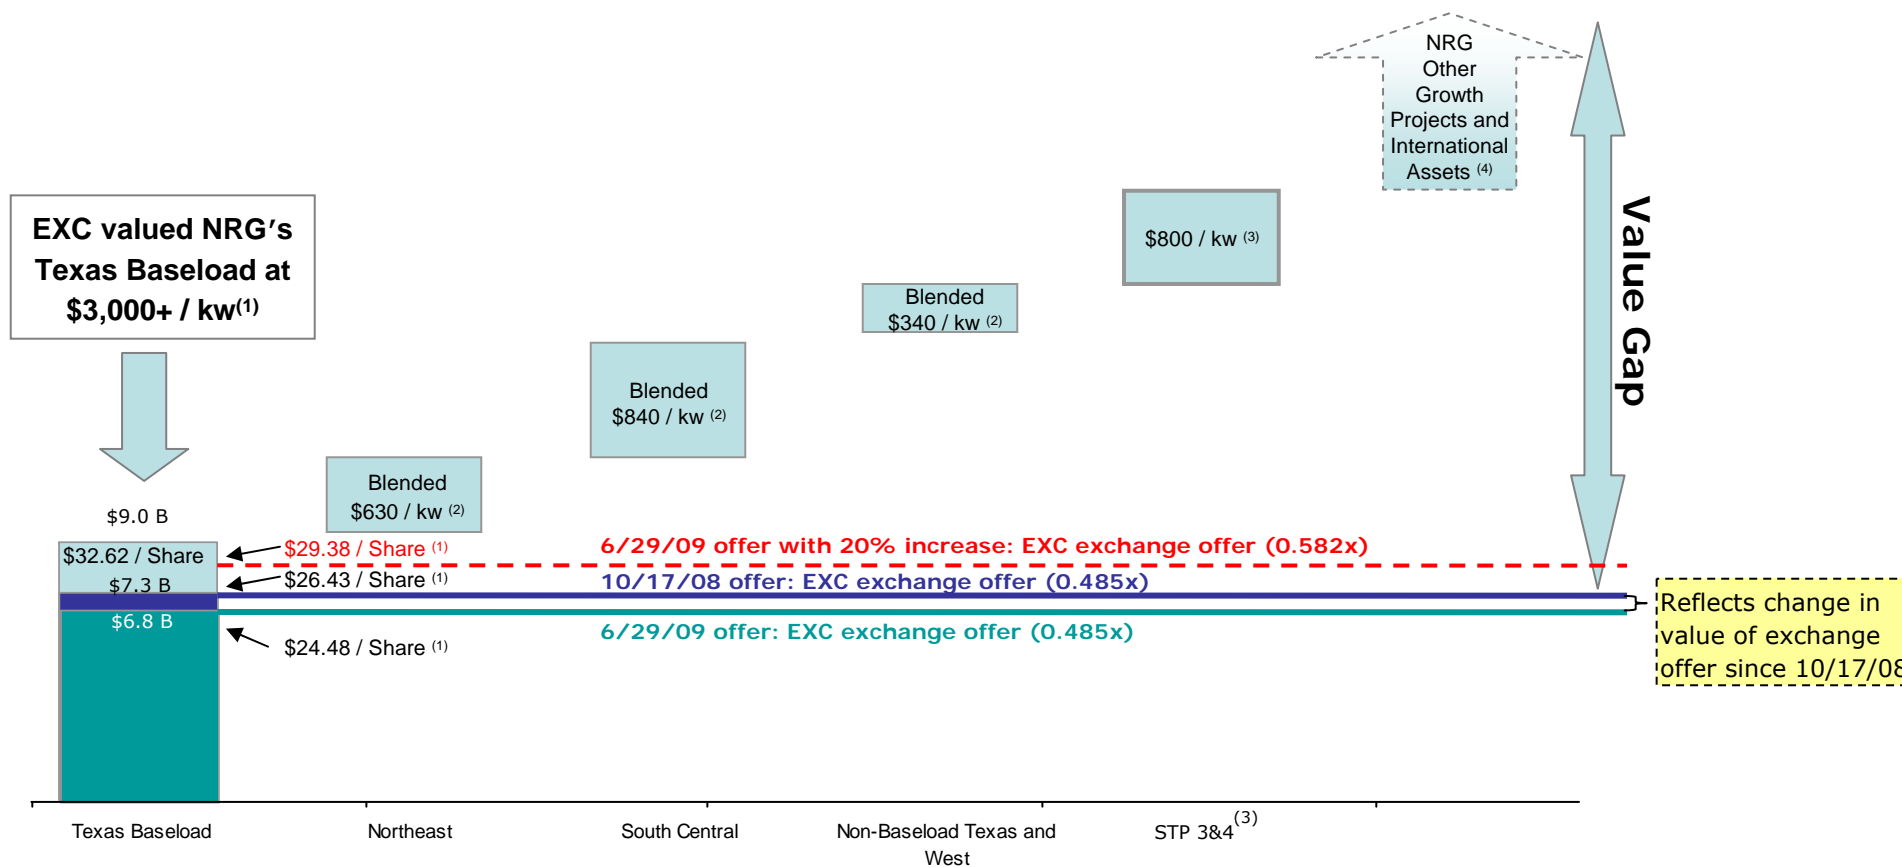 NRG
Other
Growth
Projects and
International
Assets (4)
Value Gap
EXC valued NRG's
Texas Baseload at
$3,000+ / kw(1)
$800 / kw (3)
Blended
$340 / kw (2)
Blended
$840 / kw (2)
Blended
$630 / kw (2)
$9.0 B
$32.62 / Share
$7.3 B
$6.8 B
$29.38 / Share (1)
$26.43 / Share (1)
$24.48 / Share (1)
6/29/09 offer with 20% increase: EXC exchange offer (0.582x)
10/17/08 offer: EXC exchange offer (0.485x)
6/29/09 offer: EXC exchange offer (0.485x)
Reflects change in
value of exchange
offer since 10/17/08
Texas Baseload
Northeast
South Central
Non-Baseload Texas and
West
STP 3&4(3)